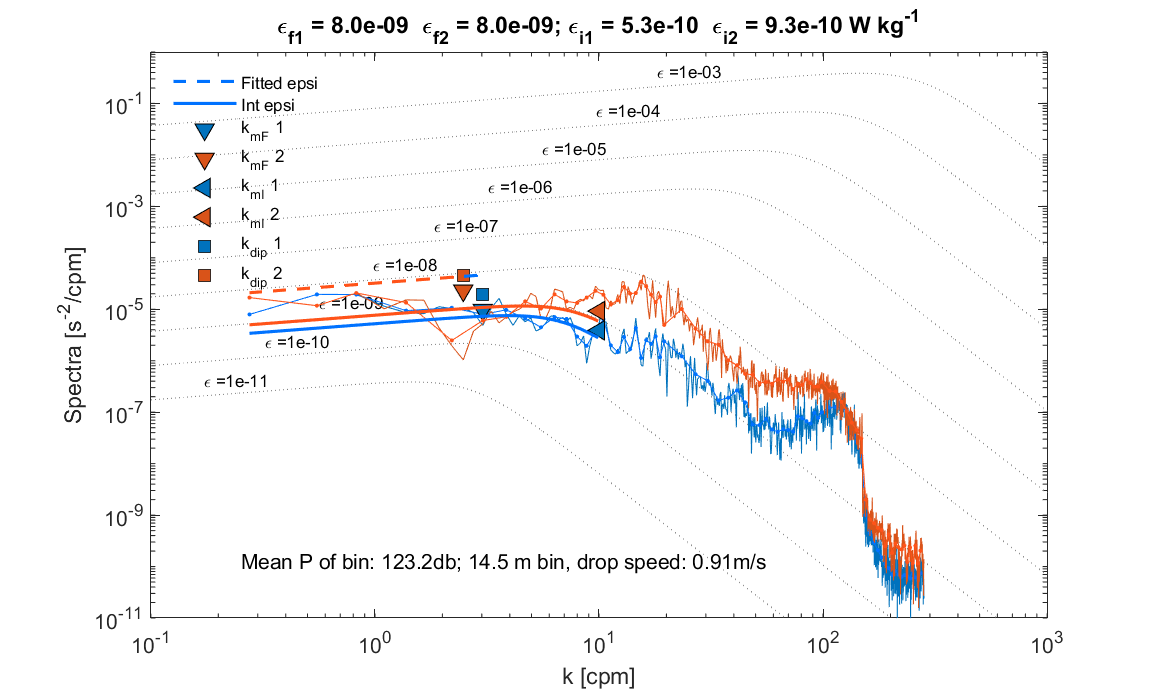 ϵf1 = 8.0e-09 ϵf2 = 8.0e-09; ϵi1 = 5.3e-10 ϵi2 = 9.3e-10 W kg-1
Fitted epsi
Int epsi
kmF 1
kmF 2
kmI 1
kmI 2
kdip 1
kdip 2
ϵ =1e-03
ϵ =1e-04
ϵ =1e-05
ϵ =1e-06
ϵ =1e-07
ϵ =1e-08
ϵ =1e-09
ϵ =1e-10
ϵ =1e-11
Mean P of bin: 123.2db; 14.5 m bin, drop speed: 0.91m/s
Spectra [s-2/cpm]
10-1
10-3
10-5
10-7
10-9
10-11
10-1
100
101
102
103
k [cpm]